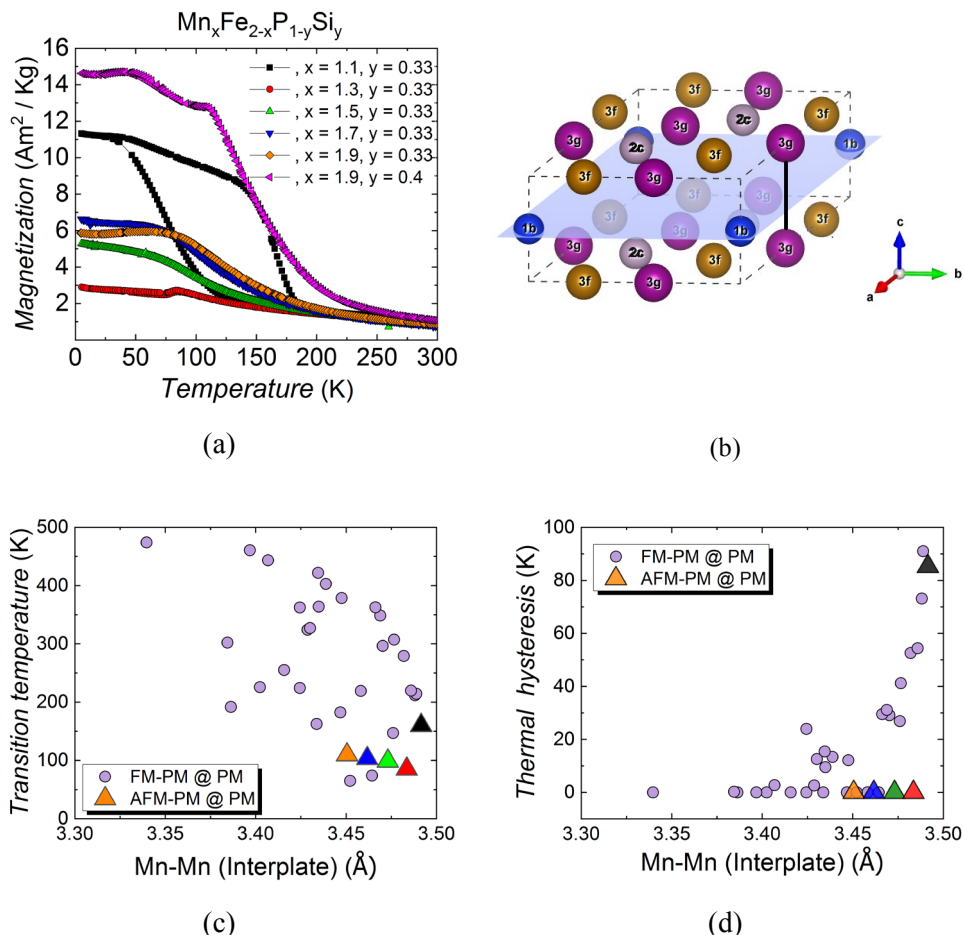 MnₓFe₂₋ₓP₁₋ᵧSiᵧ
Magnetization (Am² / Kg)
16
14
12
10
8
6
4
2
, x = 1.1, y = 0.33
, x = 1.3, y = 0.33
, x = 1.5, y = 0.33
, x = 1.7, y = 0.33
, x = 1.9, y = 0.33
, x = 1.9, y = 0.4
0 50 100 150 200 250 300
Temperature (K)
(a)
3f 3g
3f 2c 3f
3g 3g 3g 1b
2c 3f
3f 3g
3f
1b 1b
3g 3g 3f 3g
2c
3f 3g
c
b
a
(b)
Transition temperature (K)
500
400
300
200
100
0
FM-PM @ PM
AFM-PM @ PM
3.30 3.35 3.40 3.45 3.50
Mn-Mn (Interplate) (Å)
(c)
Thermal hysteresis (K)
100
80
60
40
20
0
FM-PM @ PM
AFM-PM @ PM
3.30 3.35 3.40 3.45 3.50
Mn-Mn (Interplate) (Å)
(d)